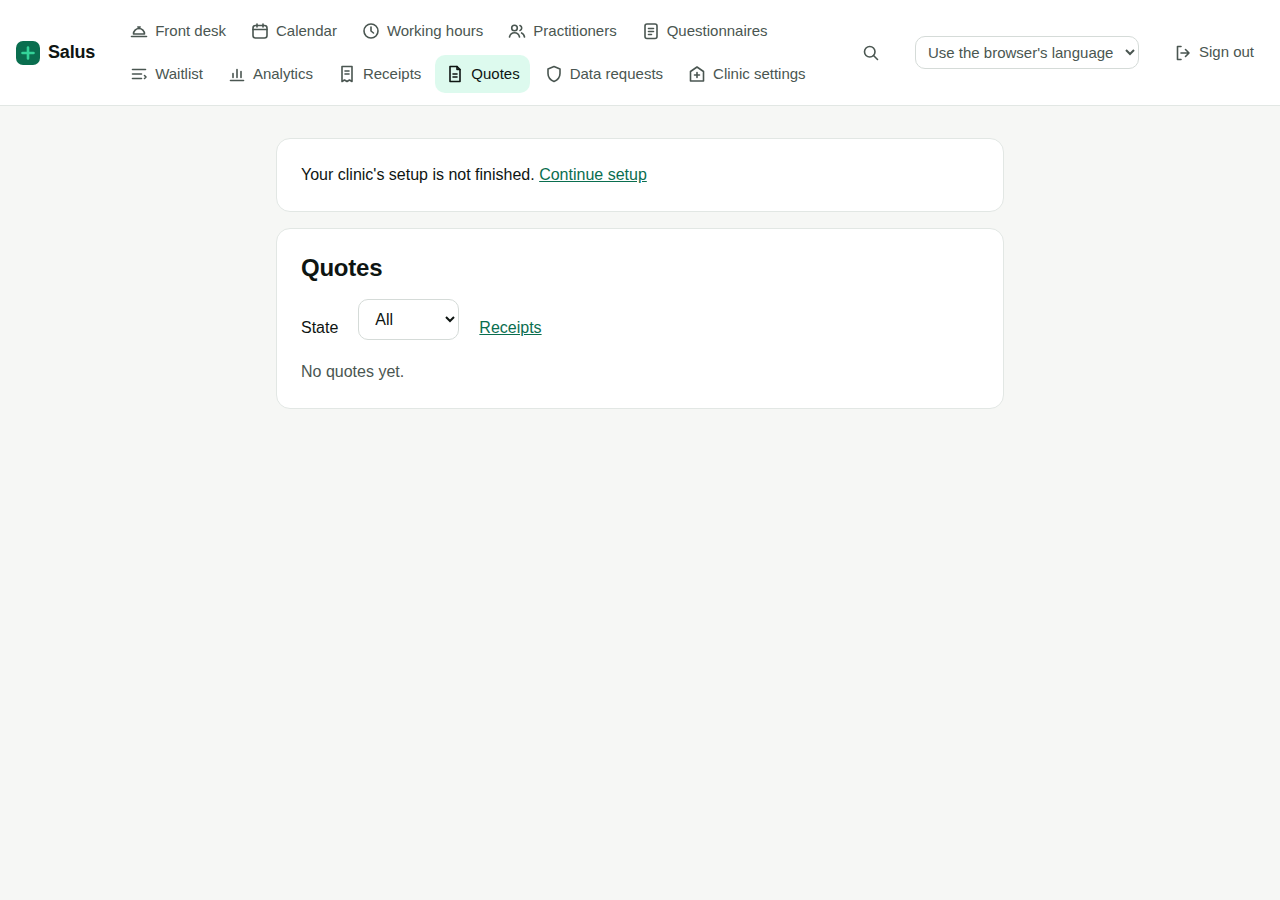 Salus
Front desk
Calendar
Working hours
Practitioners
Questionnaires
Waitlist
Analytics
Receipts
Quotes
Data requests
Clinic settings
Use the browser's language
Sign out
Your clinic's setup is not finished. Continue setup
Quotes
State All Receipts
No quotes yet.